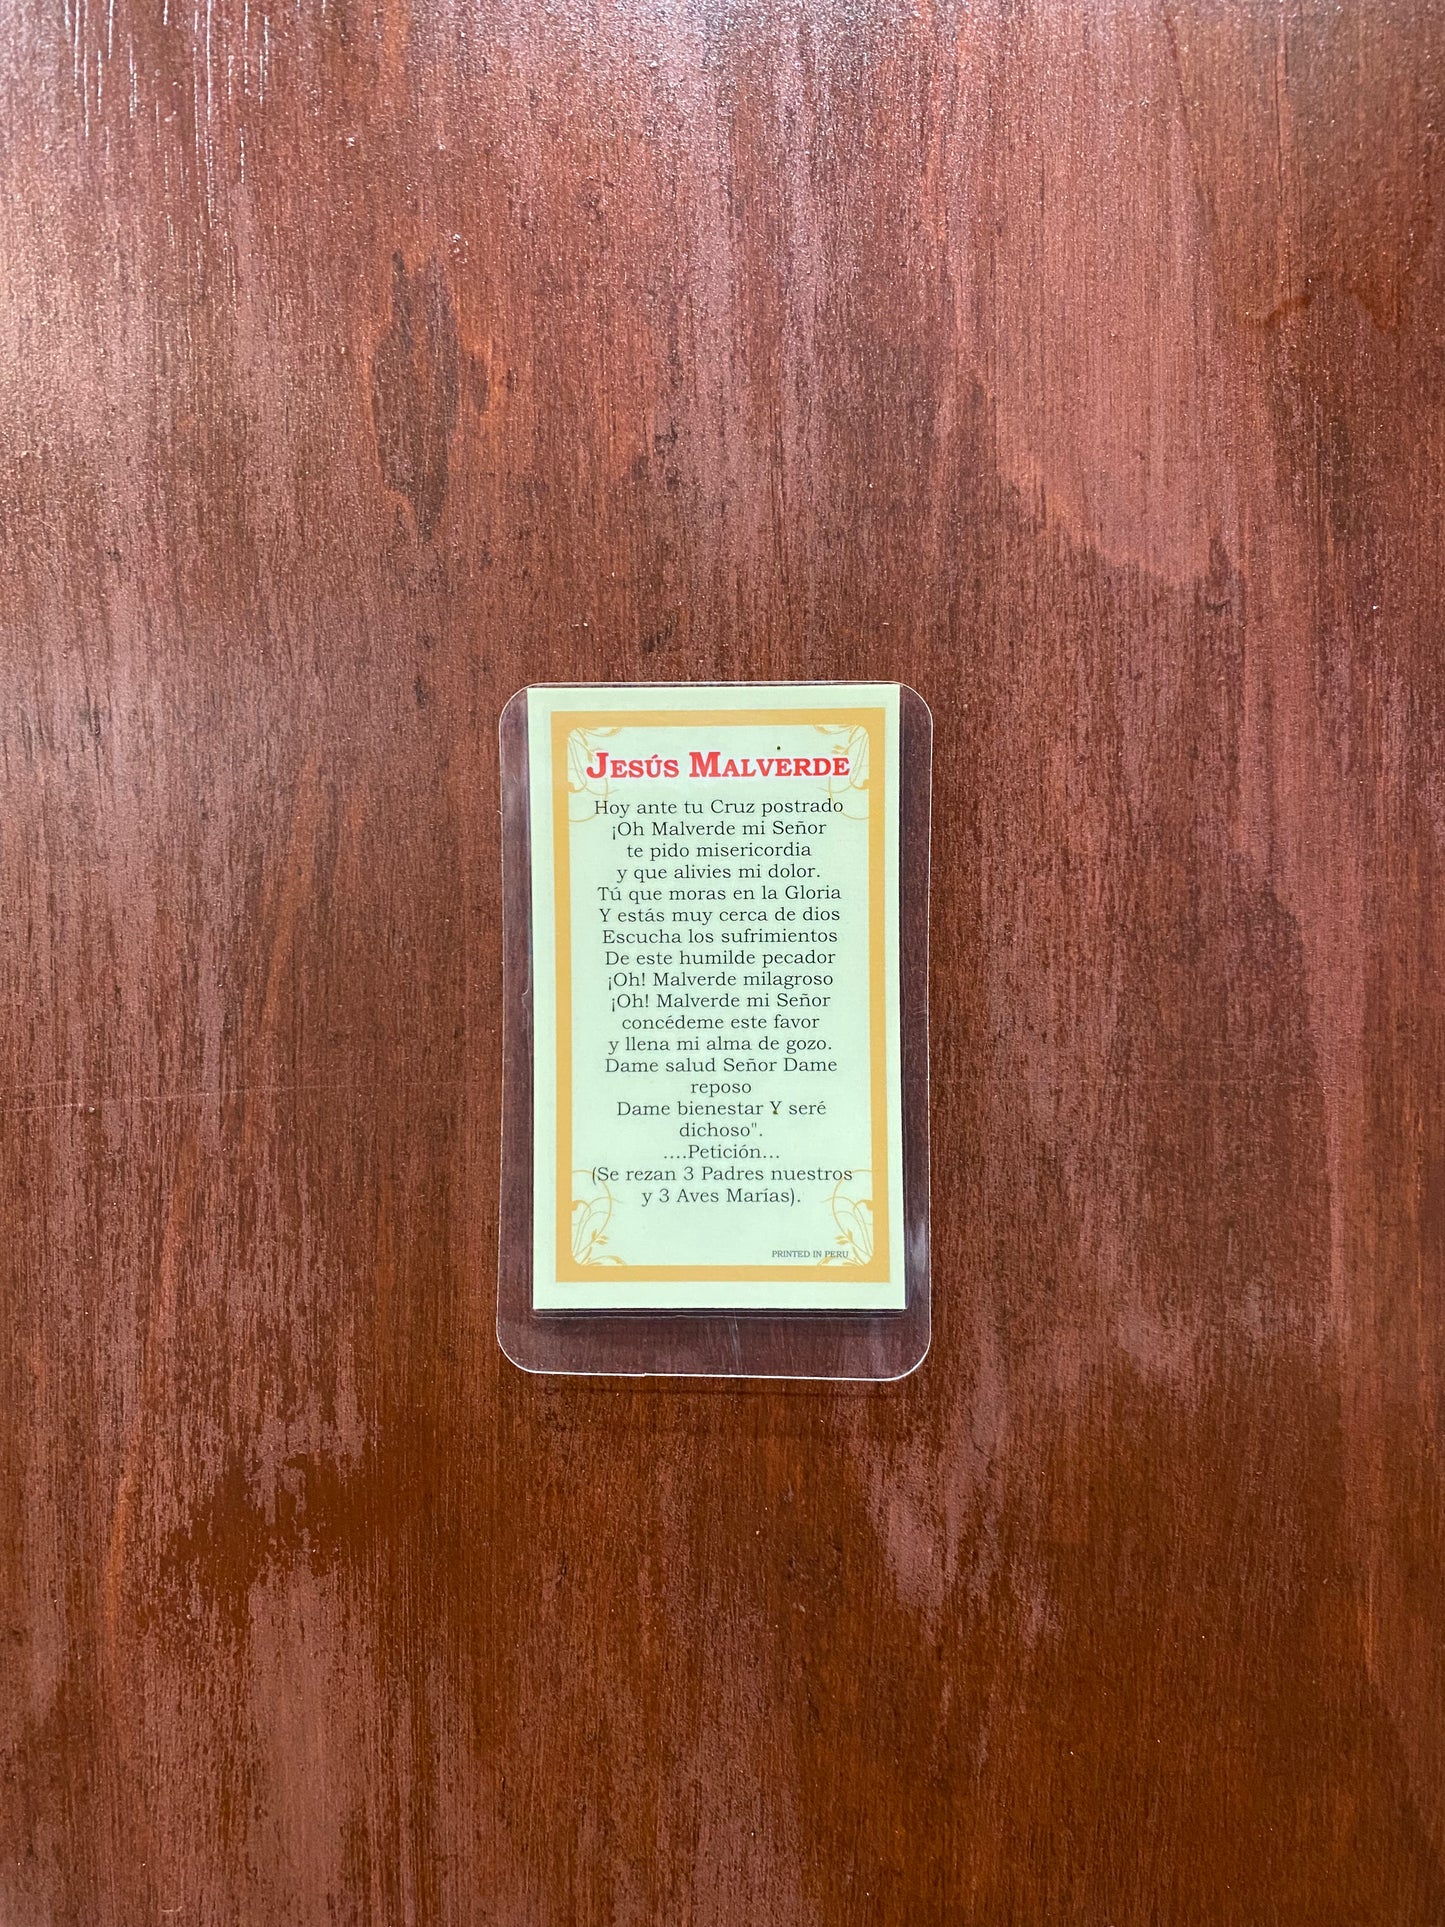 JESÚS MALVERDE
Hoy ante tu Cruz postrado
¡Oh Malverde mi Señor
te pido misericordia
y que alivies mi dolor.
Tú que moras en la Gloria
Y estás muy cerca de dios
Escucha los sufrimientos
De este humilde pecador
¡Oh! Malverde milagroso
¡Oh! Malverde mi Señor
concédeme este favor
y llena mi alma de gozo.
Dame salud Señor Dame
reposo
Dame bienestar Y seré
dichoso".
....Petición...
(Se rezan 3 Padres nuestros
y 3 Aves Marías).
PRINTED IN PERU